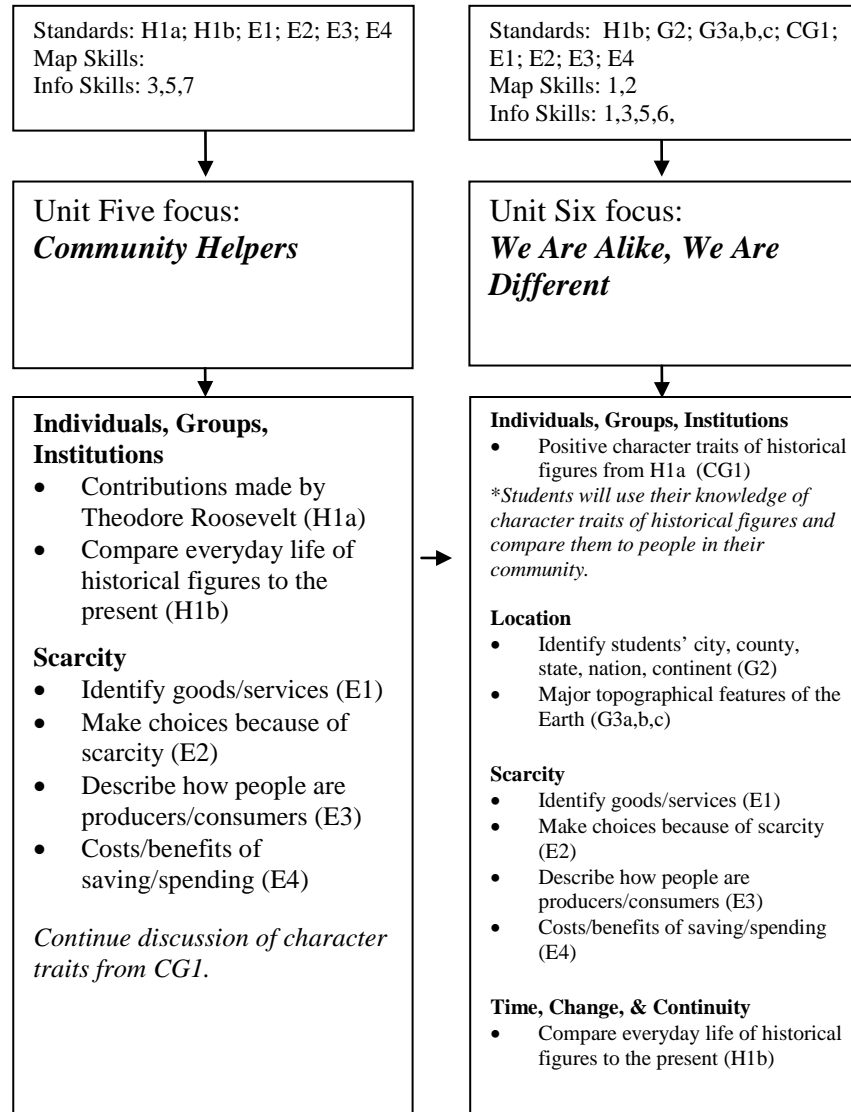 Standards: H1a; H1b; E1; E2; E3; E4
Map Skills:
Info Skills: 3,5,7
Unit Five focus:
Community Helpers
Individuals, Groups,
Institutions
• Contributions made by
Theodore Roosevelt (H1a)
• Compare everyday life of
historical figures to the
present (H1b)
Scarcity
• Identify goods/services (E1)
• Make choices because of
scarcity (E2)
• Describe how people are
producers/consumers (E3)
• Costs/benefits of
saving/spending (E4)
Continue discussion of character
traits from CG1.
Standards: H1b; G2; G3a,b,c; CG1;
E1; E2; E3; E4
Map Skills: 1,2
Info Skills: 1,3,5,6,
Unit Six focus:
We Are Alike, We Are
Different
Individuals, Groups, Institutions
• Positive character traits of historical
figures from H1a (CG1)
*Students will use their knowledge of
character traits of historical figures and
compare them to people in their
community.
Location
• Identify students’ city, county,
state, nation, continent (G2)
• Major topographical features of the
Earth (G3a,b,c)
Scarcity
• Identify goods/services (E1)
• Make choices because of scarcity
(E2)
• Describe how people are
producers/consumers (E3)
• Costs/benefits of saving/spending
(E4)
Time, Change, & Continuity
• Compare everyday life of historical
figures to the present (H1b)